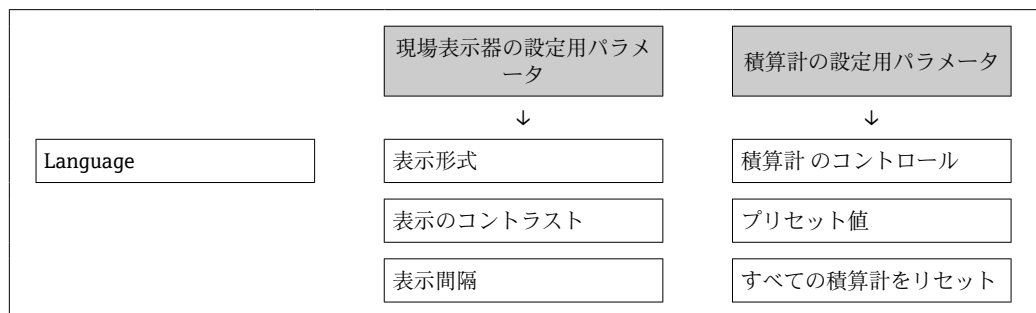 現場表示器の設定用パラメ
ータ
積算計の設定用パラメータ
↓
↓
Language
表示形式
積算計 のコントロール
表示のコントラスト
プリセット値
表示間隔
すべての積算計をリセット